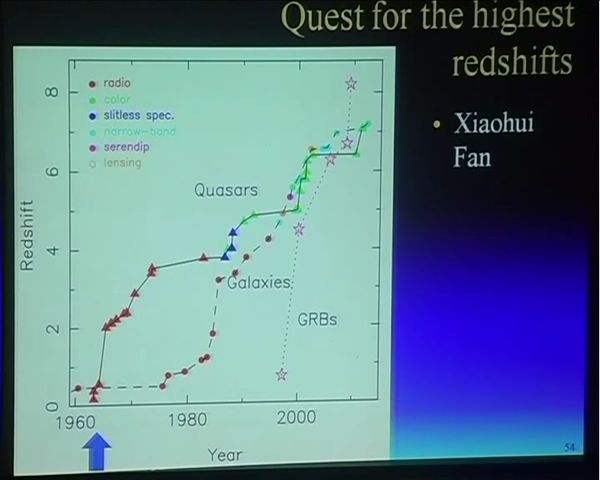 Quest for the highest
redshifts
• Xiaohui
Fan
radio
color
slitless spec.
narrow-band
serendip
lensing
Quasars
Galaxies
GRBs
Redshift
8
6
4
2
0
1960
1980
2000
Year
54